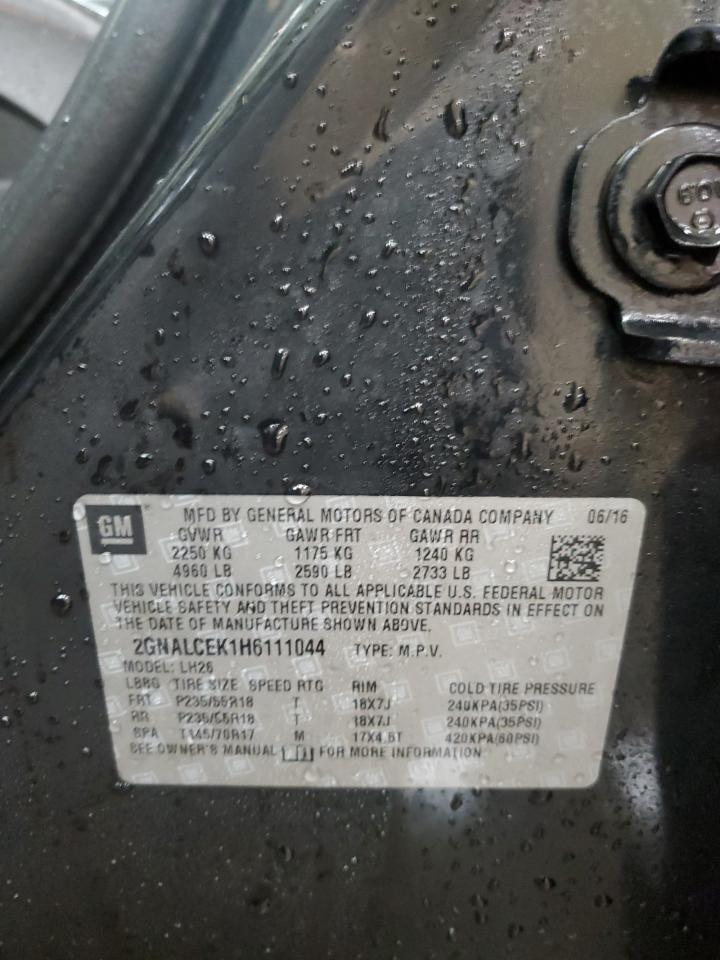 GM
MFD BY GENERAL MOTORS OF CANADA COMPANY 06/16
GVWR GAWR FRT GAWR RR
2250 KG 1175 KG 1240 KG
4960 LB 2590 LB 2733 LB
THIS VEHICLE CONFORMS TO ALL APPLICABLE U.S. FEDERAL MOTOR
VEHICLE SAFETY AND THEFT PREVENTION STANDARDS IN EFFECT ON
THE DATE OF MANUFACTURE SHOWN ABOVE.
2GNALCEK1H6111044 TYPE: M.P.V.
MODEL: LH26
TIRE SIZE SPEED RTG RIM COLD TIRE PRESSURE
FRT P235/55R18 T 18X7J 240KPA(35PSI)
RR P235/55R18 T 18X7J 240KPA(35PSI)
SPA T145/70R17 M 17X4.5T 420KPA(60PSI)
SEE OWNER'S MANUAL FOR MORE INFORMATION.